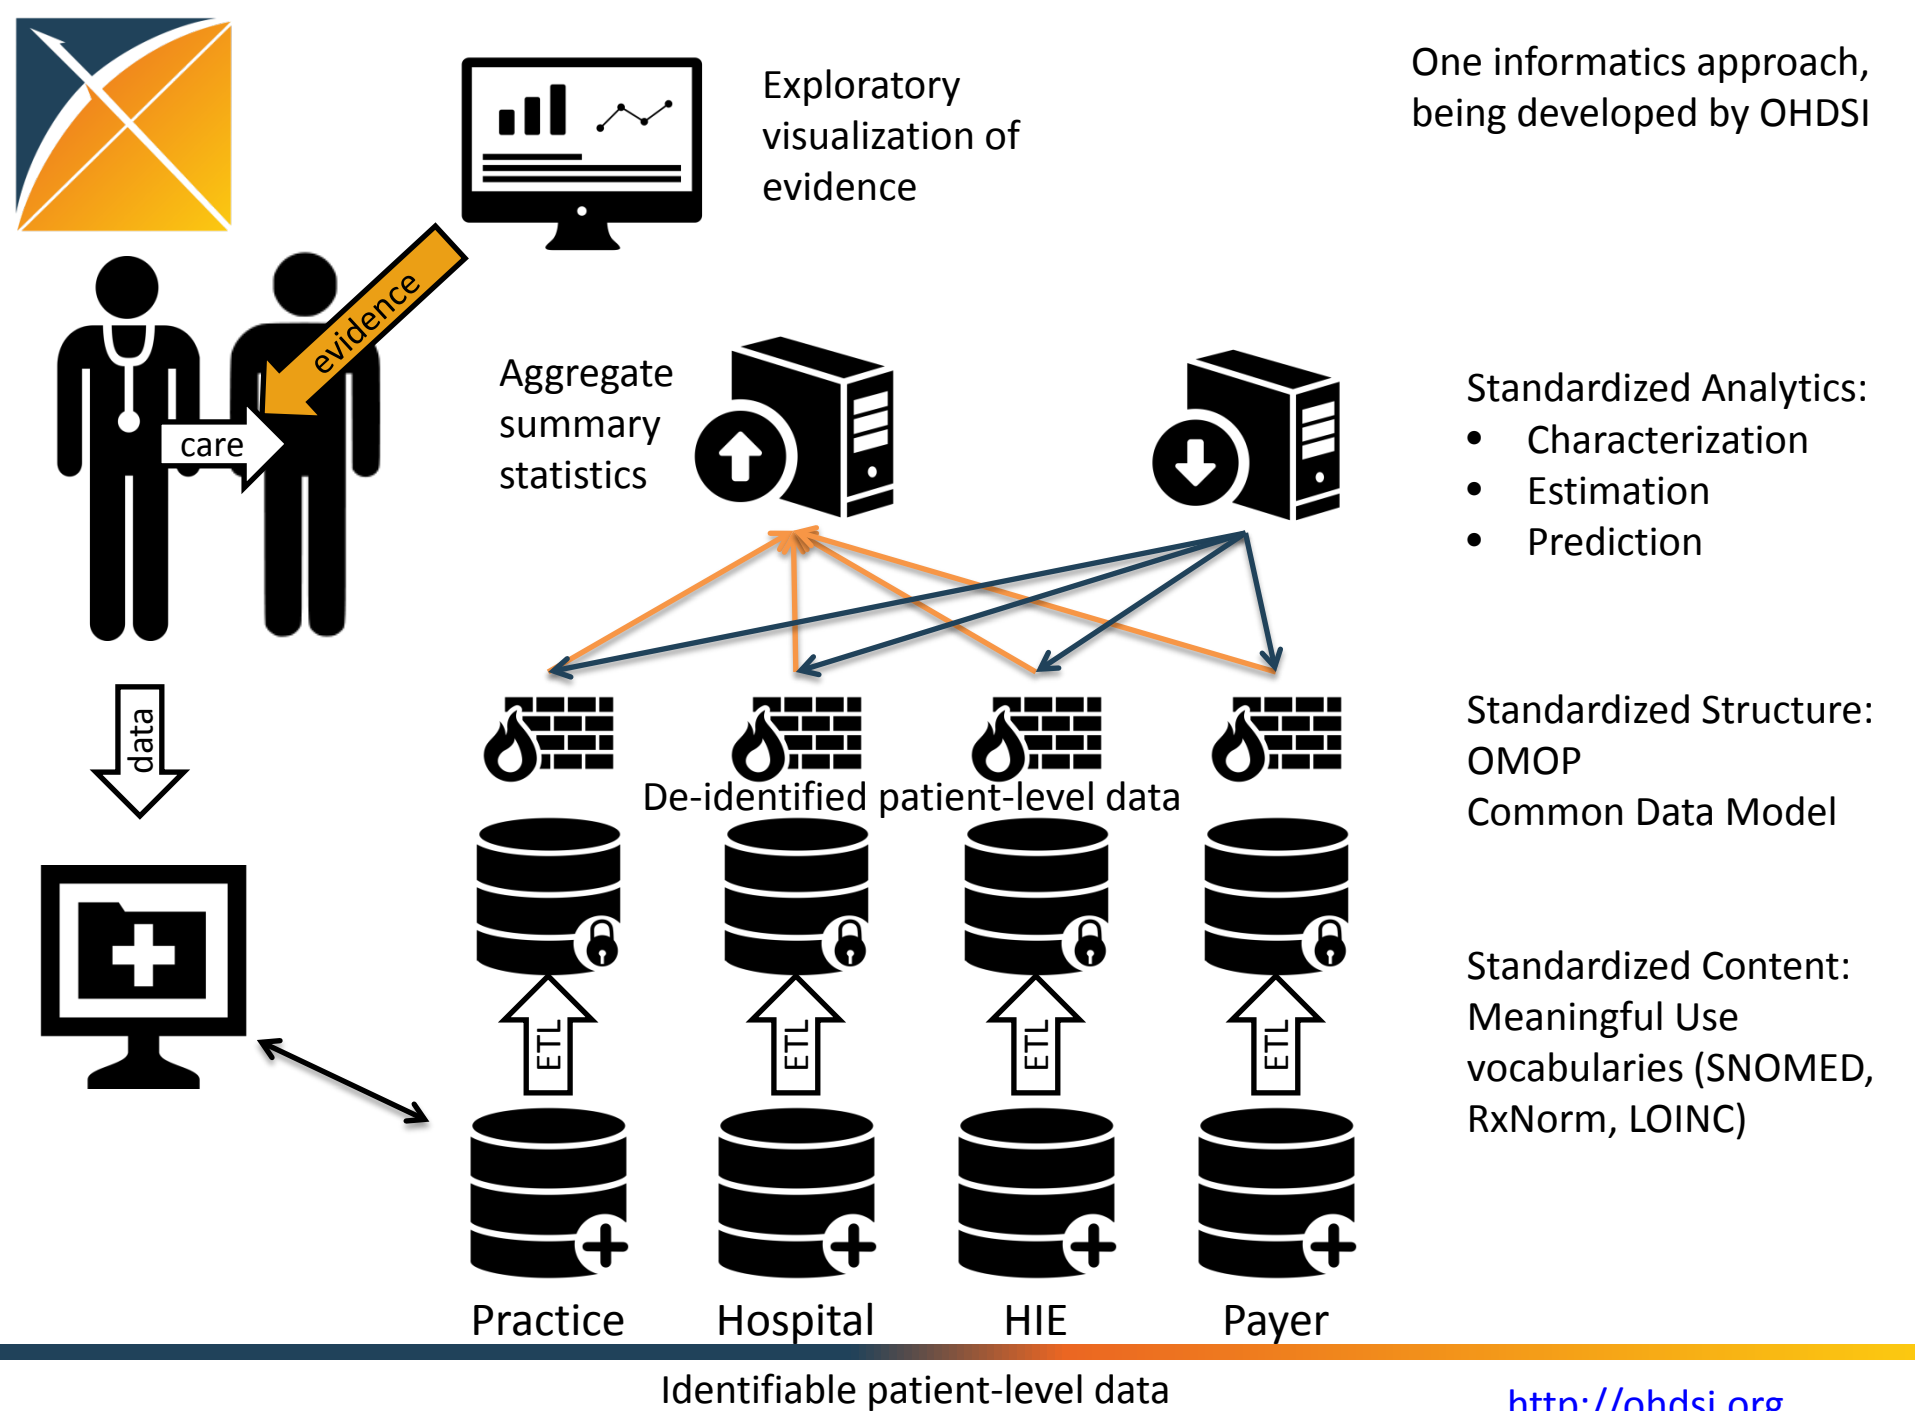 One informatics approach,
being developed by OHDSI
Exploratory
visualization of
evidence
evidence
care
Aggregate
summary
statistics
Standardized Analytics:
• Characterization
• Estimation
• Prediction
data
De-identified patient-level data
Standardized Structure:
OMOP
Common Data Model
Standardized Content:
Meaningful Use
vocabularies (SNOMED,
RxNorm, LOINC)
ETL
ETL
ETL
ETL
Practice
Hospital
HIE
Payer
Identifiable patient-level data
http://ohdsi.org